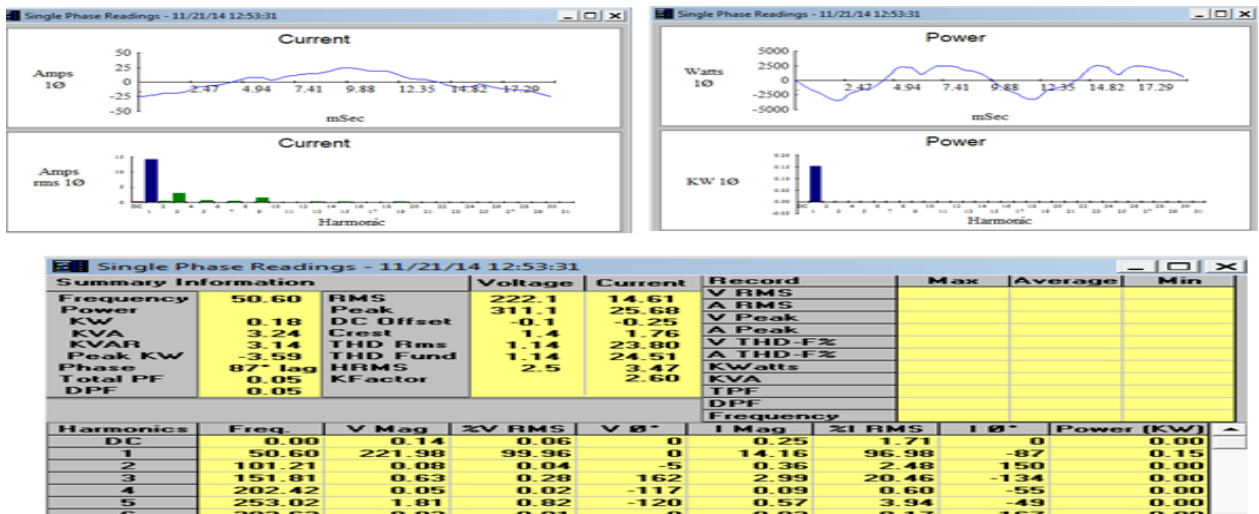 Single Phase Readings - 11/21/14 12:53:31
Current
50
25
0
-25
-50
Amps
1Ø
2.47 4.94 7.41 9.88 12.35 14.82 17.29
mSec
Current
Amps
rms 1Ø
Harmonic
Single Phase Readings - 11/21/14 12:53:31
Power
5000
2500
0
-2500
-5000
Watts
1Ø
2.47 4.94 7.41 9.88 12.35 14.82 17.29
mSec
Power
KW 1Ø
0.20
0.15
0.10
0.05
0.00
Harmonic
Single Phase Readings - 11/21/14 12:53:31
Summary Information Voltage Current Record Max Average Min
Frequency 50.60 RMS 222.1 14.61 V RMS
Power Peak 311.1 25.68 A RMS
KW 0.18 DC Offset -0.1 -0.25 V Peak
KVA 3.24 Crest 1.4 1.76 A Peak
KVAR 3.14 THD Rms 1.14 23.80 V THD-F%
Peak KW -3.59 THD Fund 1.14 24.51 A THD-F%
Phase 87° lag HRMS 2.5 3.47 KWatts
Total PF 0.05 KFactor 2.60 KVA
DPF 0.05 TPF
DPF
Frequency
Harmonics Freq. V Mag %V RMS V Ø° I Mag %I RMS I Ø° Power (KW)
DC 0.00 0.14 0.06 0 0.25 1.71 0 0.00
1 50.60 221.98 99.96 0 14.16 96.98 -87 0.15
2 101.21 0.08 0.04 -5 0.36 2.48 150 0.00
3 151.81 0.63 0.28 162 2.99 20.46 -134 0.00
4 202.42 0.05 0.02 -117 0.09 0.60 -55 0.00
5 253.02 1.81 0.82 -120 0.57 3.94 -49 0.00